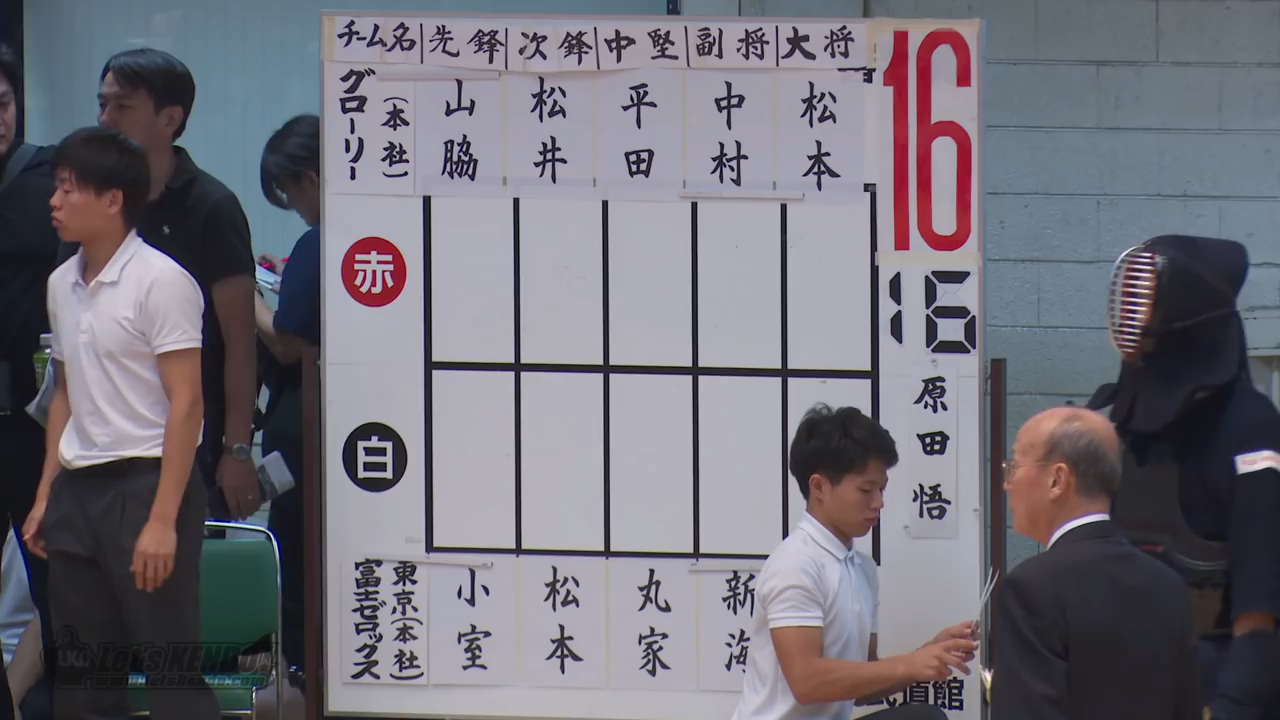 チーム名 先鋒 次鋒 中堅 副将 大将
グローリー(本社) 山脇 松井 平田 中村 松本
16
16
原田悟
赤
白
富士ゼロックス東京(本社) 小室 松本 丸家 新海
道館
Let's KENDO
LKD